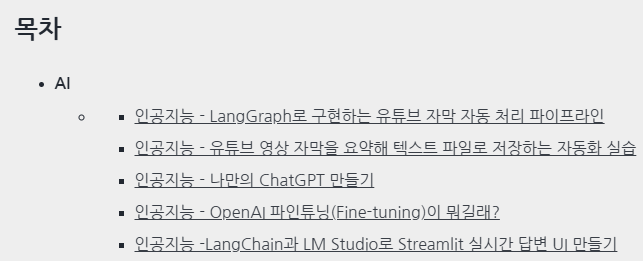 목차
AI
인공지능 - LangGraph로 구현하는 유튜브 자막 자동 처리 파이프라인
인공지능 - 유튜브 영상 자막을 요약해 텍스트 파일로 저장하는 자동화 실습
인공지능 - 나만의 ChatGPT 만들기
인공지능 - OpenAI 파인튜닝(Fine-tuning)이 뭐길래?
인공지능 -LangChain과 LM Studio로 Streamlit 실시간 답변 UI 만들기